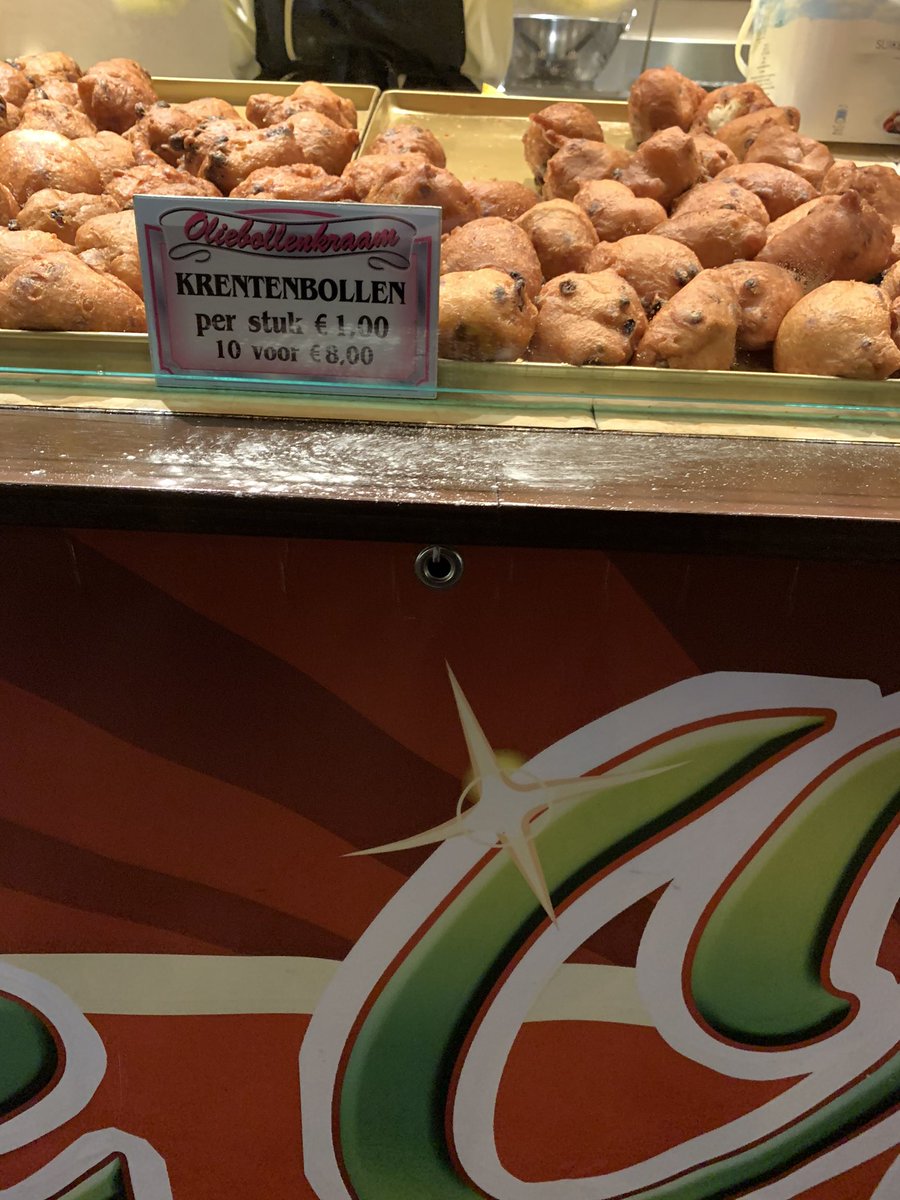 Oliebollenkraam
KRENTENBOLLEN
per stuk € 1,00
10 voor €8,00